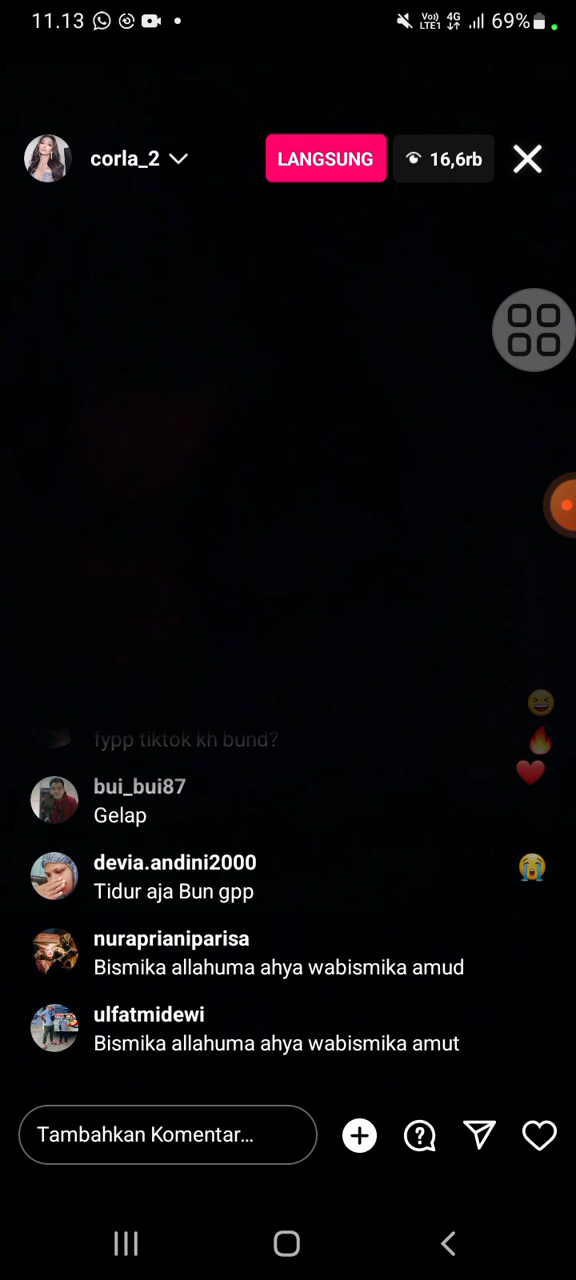 11.13
Vo)) 4G
LTE1
69%
corla_2
LANGSUNG
16,6rb
fypp tiktok kh bund?
bui_bui87
Gelap
devia.andini2000
Tidur aja Bun gpp
nuraprianiparisa
Bismika allahuma ahya wabismika amud
ulfatmidewi
Bismika allahuma ahya wabismika amut
Tambahkan Komentar...